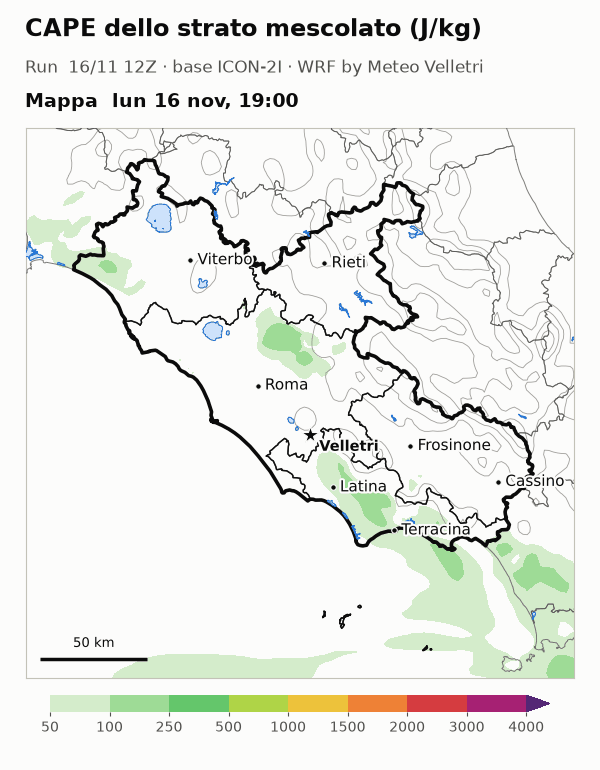 CAPE dello strato mescolato (J/kg)
Run  16/11 12Z · base ICON-2I · WRF by Meteo Velletri
Mappa  lun 16 nov, 19:00
Viterbo
Rieti
Roma
Velletri
Frosinone
Cassino
Latina
Terracina
50 km
50 100 250 500 1000 1500 2000 3000 4000